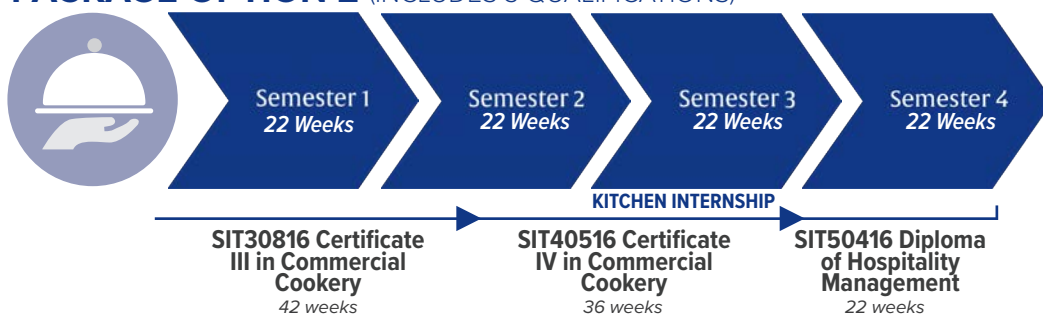 Semester 1
22 Weeks
Semester 2
22 Weeks
Semester 3
22 Weeks
Semester 4
22 Weeks
KITCHEN INTERNSHIP
SIT30816 Certificate
III in Commercial
Cookery
42 weeks
SIT40516 Certificate
IV in Commercial
Cookery
36 weeks
SIT50416 Diploma
of Hospitality
Management
22 weeks